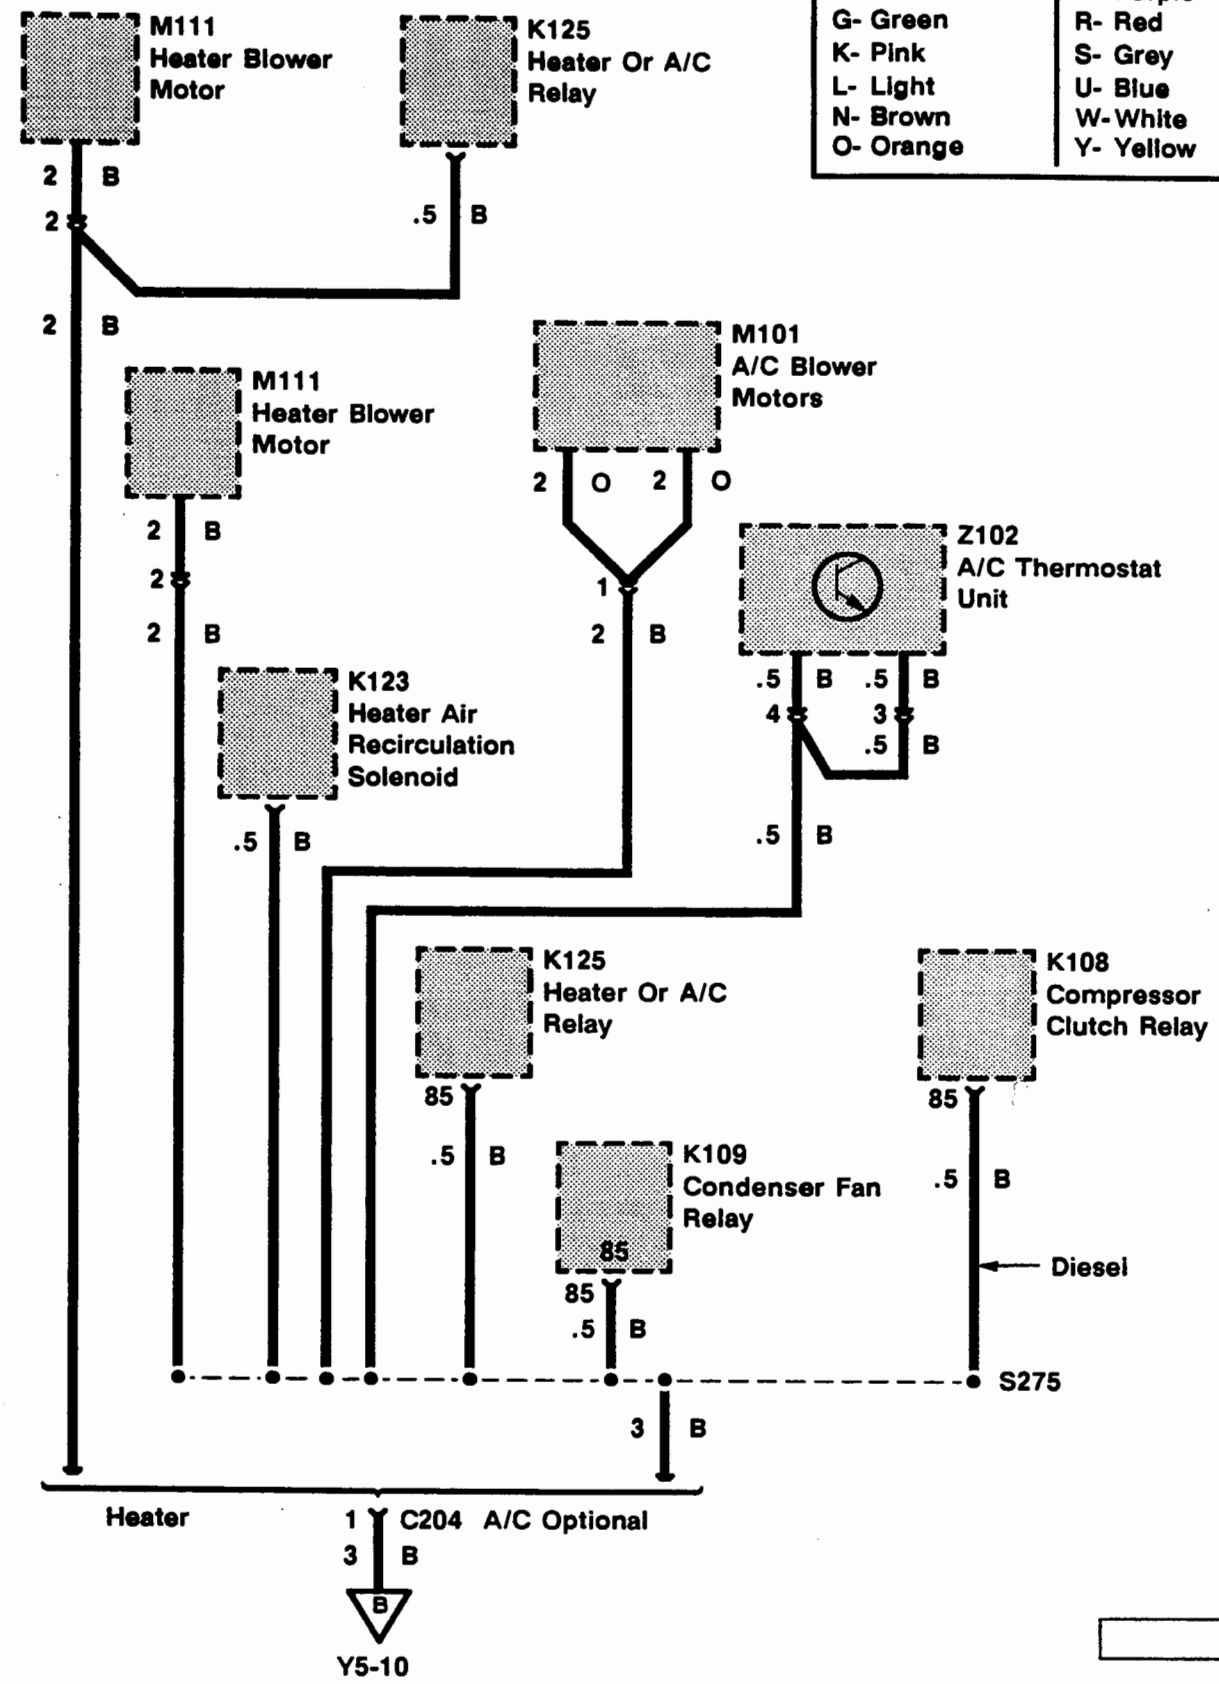 M111
Heater Blower
Motor
K125
Heater Or A/C
Relay
G- Green
K- Pink
L- Light
N- Brown
O- Orange
R- Red
S- Grey
U- Blue
W- White
Y- Yellow
2 B
2
.5 B
2 B
M111
Heater Blower
Motor
M101
A/C Blower
Motors
2 O 2 O
2 B
2
1
2 B
2 B
Z102
A/C Thermostat
Unit
.5 B .5 B
4 3
.5 B
.5 B
K123
Heater Air
Recirculation
Solenoid
.5 B
K125
Heater Or A/C
Relay
85
.5 B
K108
Compressor
Clutch Relay
85
.5 B
Diesel
K109
Condenser Fan
Relay
85
85
.5 B
S275
3 B
Heater
1 C204 A/C Optional
3 B
B
Y5-10